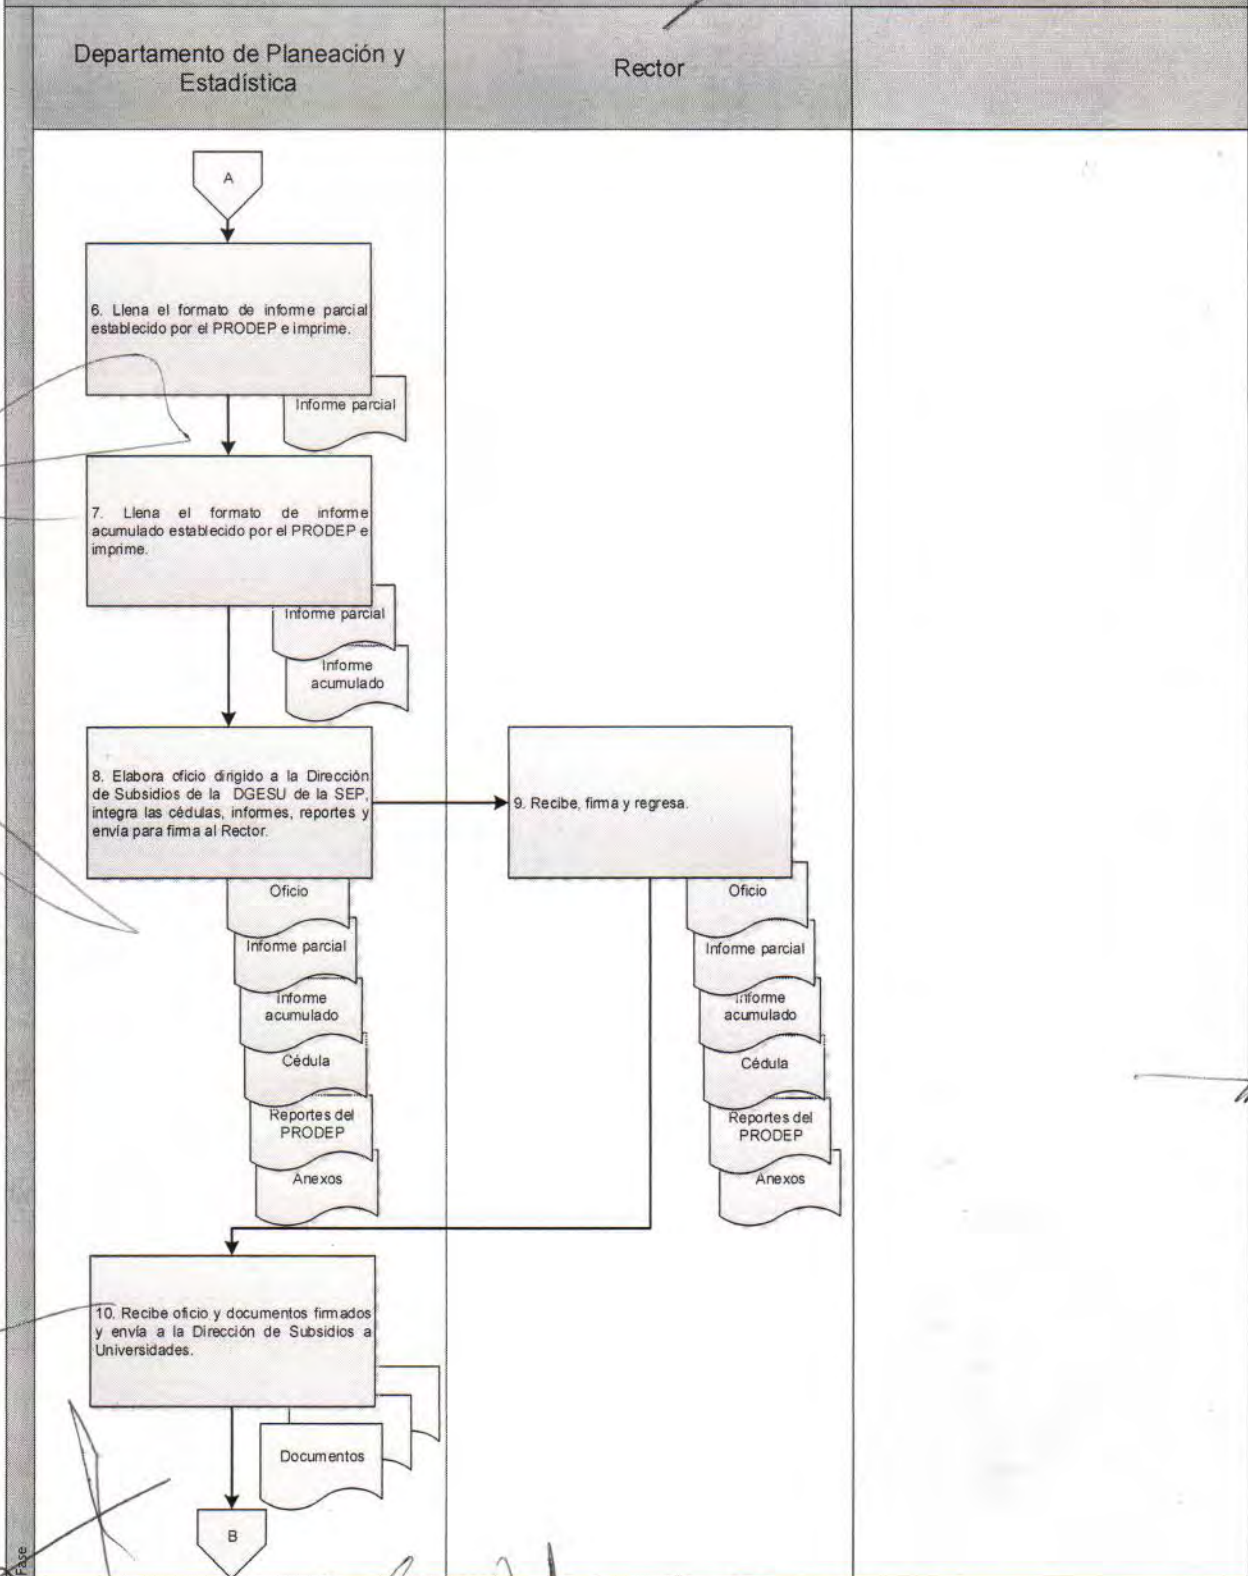 Departamento de Planeación y
Estadística
Rector
A
6. Llena el formato de informe parcial
establecido por el PRODEP e imprime.
Informe parcial
7. Llena el formato de informe
acumulado establecido por el PRODEP e
imprime.
Informe parcial
Informe
acumulado
8. Elabora oficio dirigido a la Dirección
de Subsidios de la DGESU de la SEP,
integra las cédulas, informes, reportes y
envía para firma al Rector.
9. Recibe, firma y regresa.
Oficio
Informe parcial
Informe
acumulado
Cédula
Reportes del
PRODEP
Anexos
Oficio
Informe parcial
Informe
acumulado
Cédula
Reportes del
PRODEP
Anexos
10. Recibe oficio y documentos firmados
y envía a la Dirección de Subsidios a
Universidades.
Documentos
B
Fase